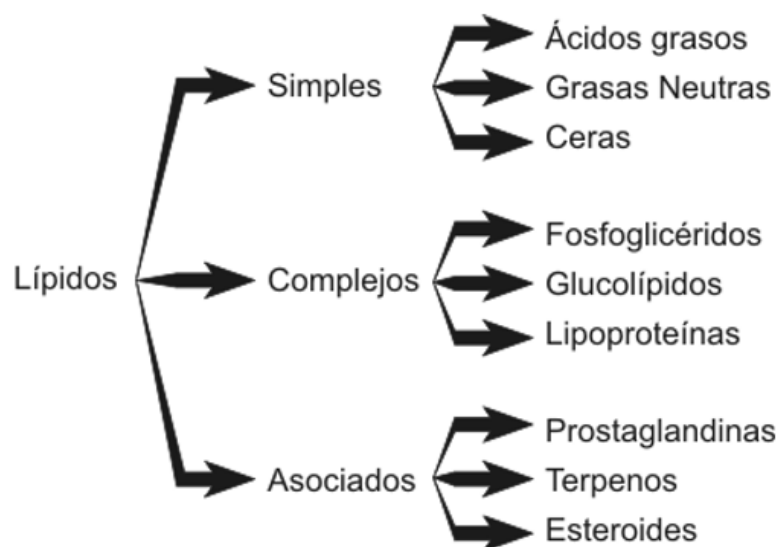 Lípidos
Simples
Ácidos grasos
Grasas Neutras
Ceras
Complejos
Fosfoglicéridos
Glucolípidos
Lipoproteínas
Asociados
Prostaglandinas
Terpenos
Esteroides